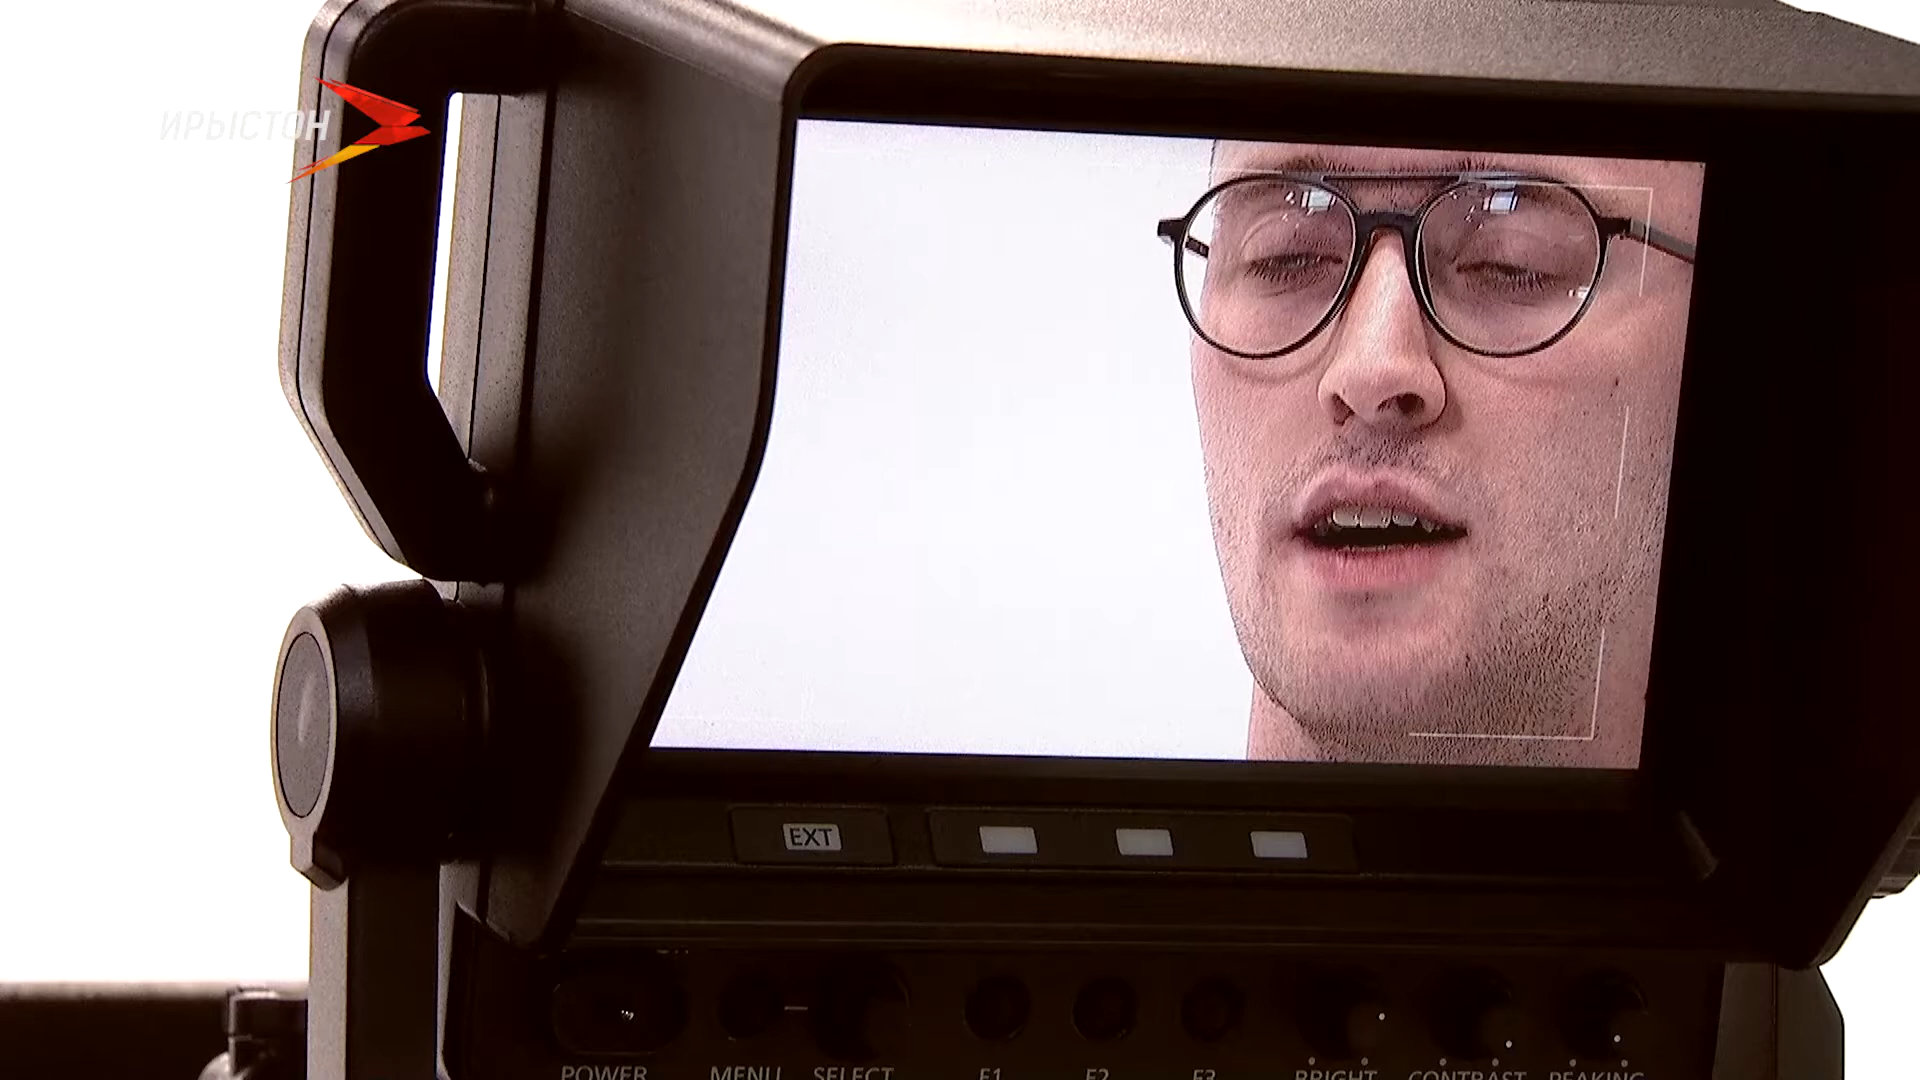 ИРЫСТОН
EXT
POWER MENU SELECT F1 F2 F3 BRIGHT CONTRAST PEAKING